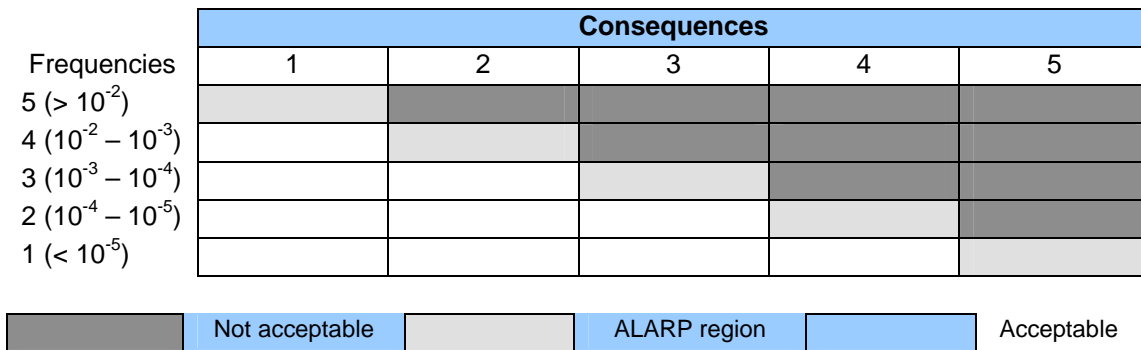 Consequences
Frequencies 1 2 3 4 5
5 (> 10⁻²)
4 (10⁻² – 10⁻³)
3 (10⁻³ – 10⁻⁴)
2 (10⁻⁴ – 10⁻⁵)
1 (< 10⁻⁵)
Not acceptable ALARP region Acceptable